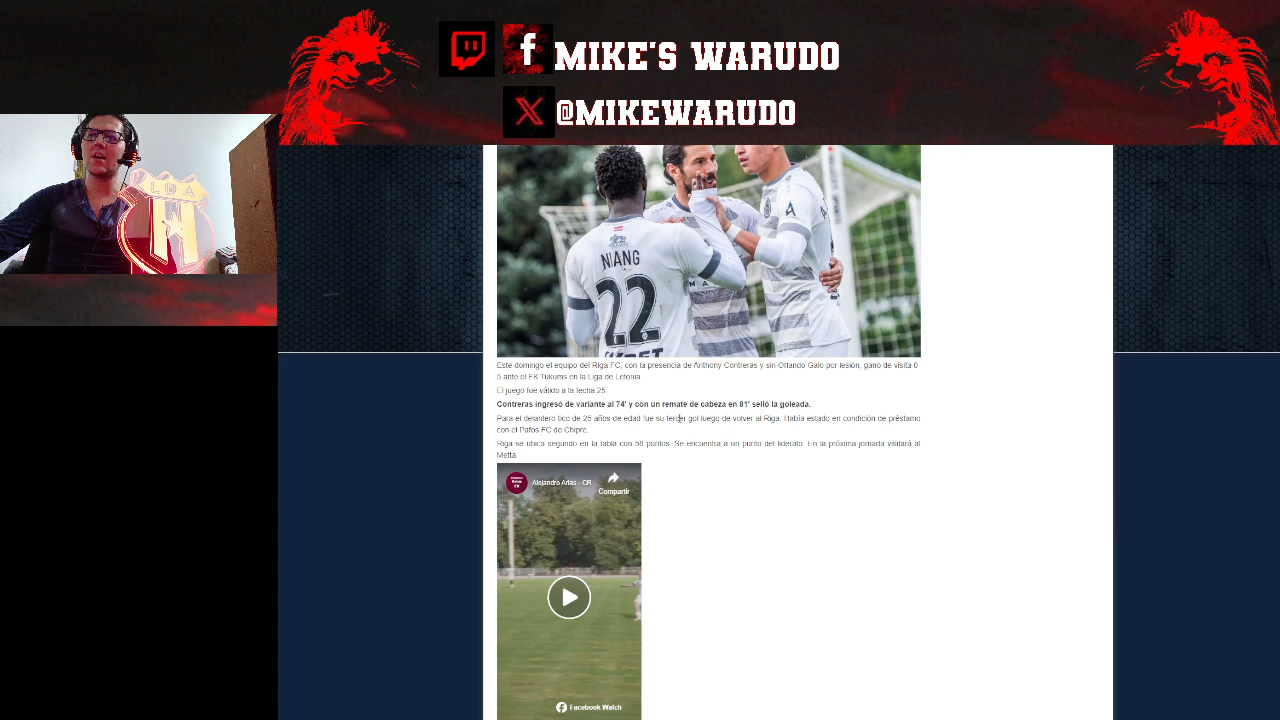 MIKE'S WARUDO
@MIKEWARUDO
LDA
NIANG
22
Este domingo el equipo del Riga FC, con la presencia de Anthony Contreras y sin Orlando Galo por lesión, ganó de visita 0
5 ante el FK Tukums en la Liga de Letonia.
El juego fue válido a la fecha 25.
Contreras ingresó de variante al 74' y con un remate de cabeza en 81' selló la goleada.
Para el delantero tico de 25 años de edad fue su tercer gol luego de volver al Riga. Había estado en condición de préstamo
con el Pafos FC de Chipre.
Riga se ubica segundo en la tabla con 58 puntos. Se encuentra a un punto del liderato. En la próxima jornada visitará al
Metta.
Alejandro Arias - CR
Compartir
Facebook Watch